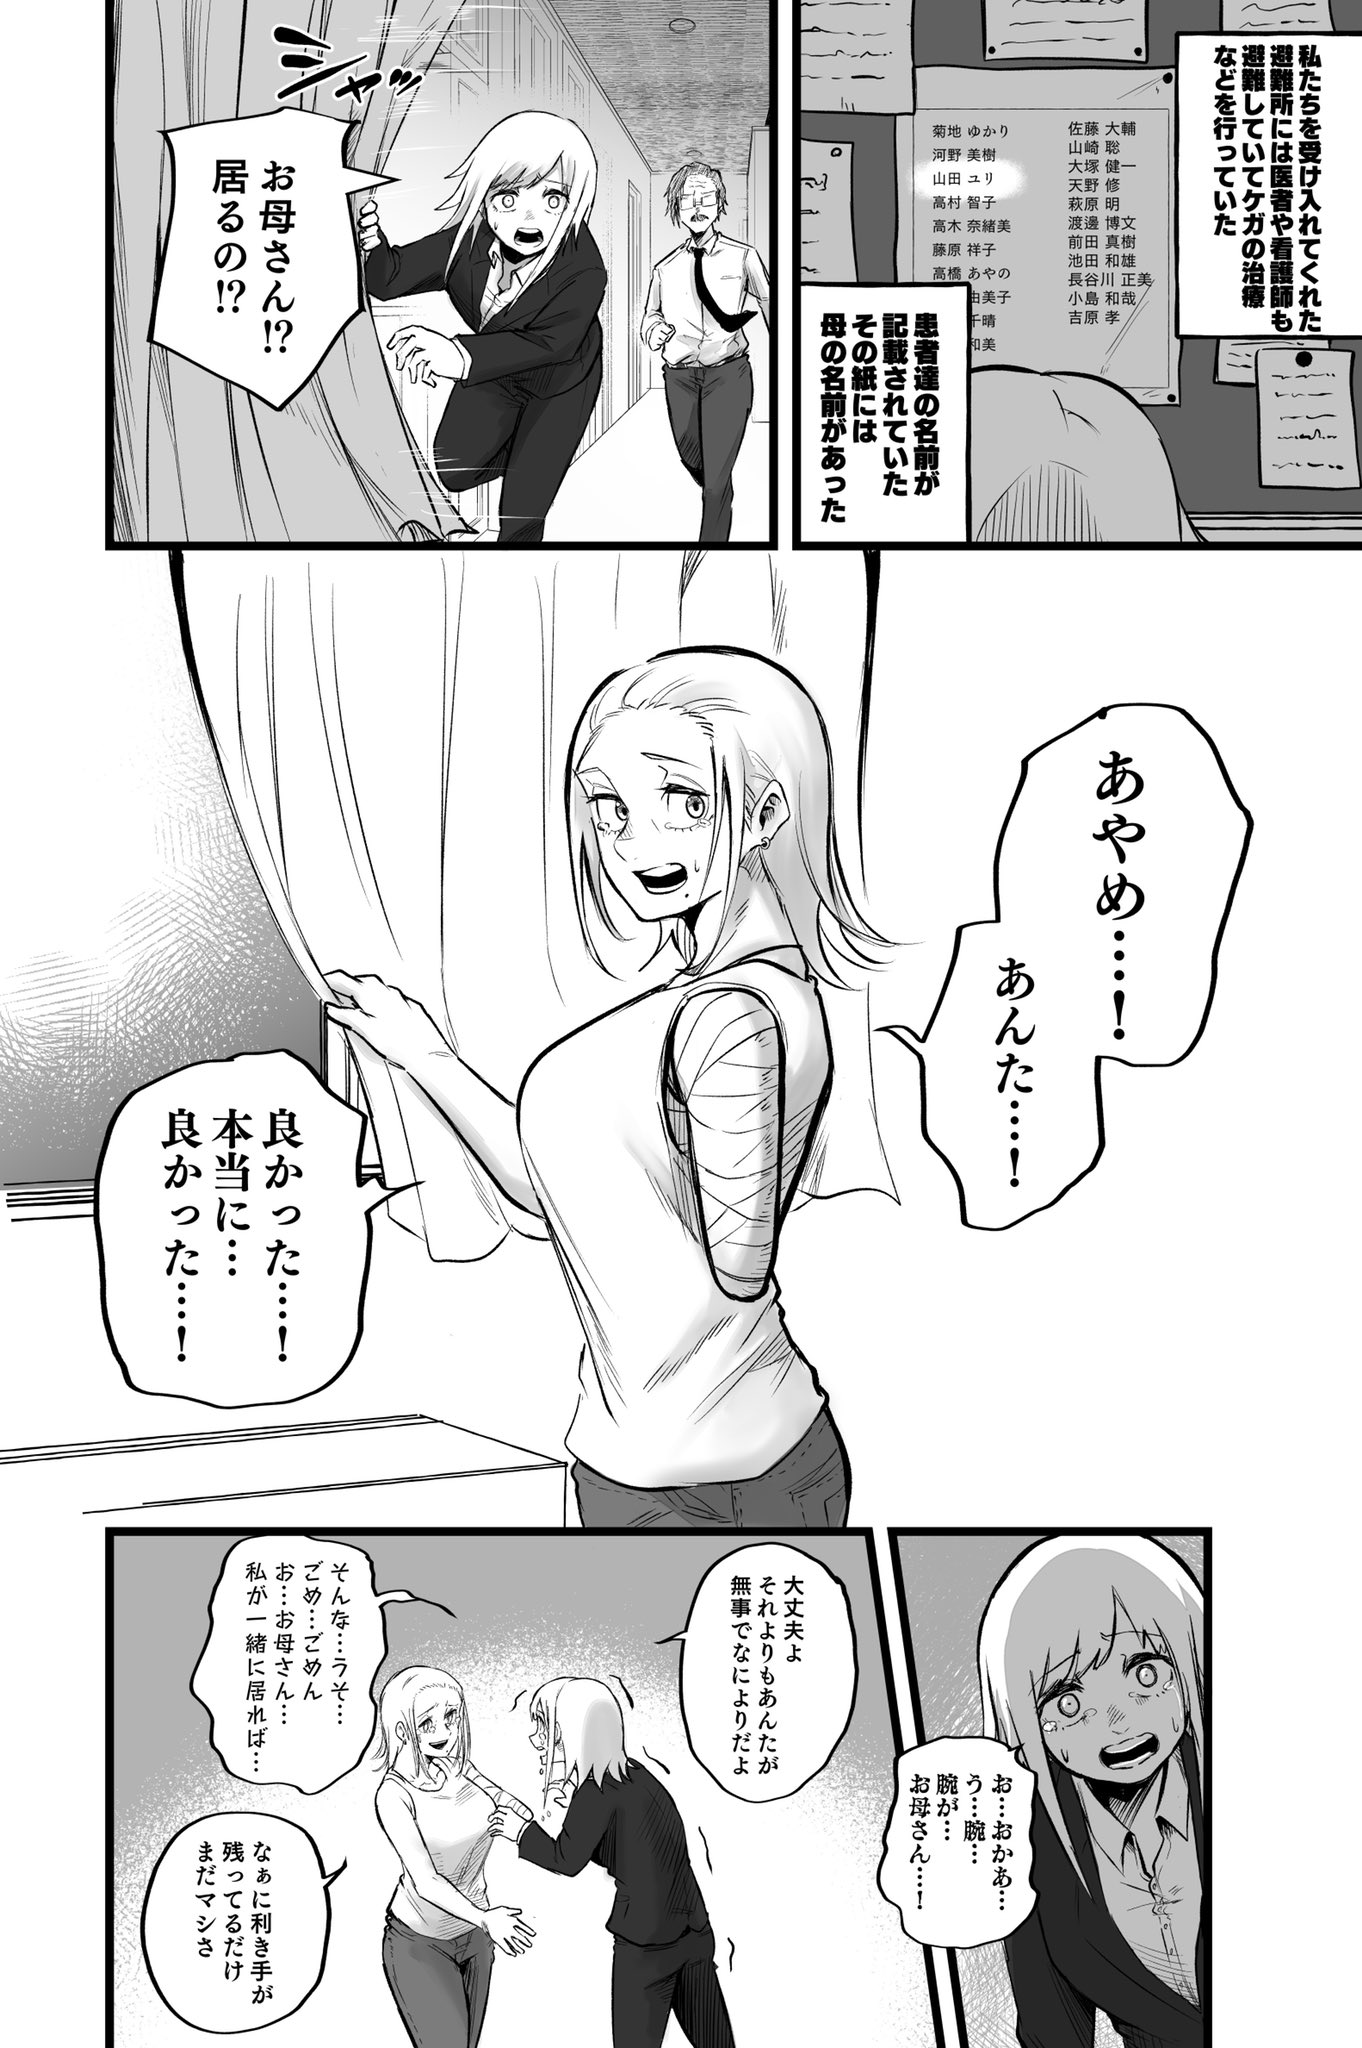 私たちを受け入れてくれた
避難所には医者や看護師も
避難していてケガの治療
などを行っていた
佐藤 大輔
山崎 聡
大塚 健一
天野 修
萩原 明
渡邊 博文
前田 真樹
池田 和雄
長谷川 正美
小島 和哉
吉原 孝
菊地 ゆかり
河野 美樹
山田 ユリ
高村 智子
高木 奈緒美
藤原 祥子
高橋 あやの
由美子
千晴
和美
患者達の名前が
記載されていた
その紙には
母の名前があった
シャッ
お母さん!?
居るの!?
あやめ……!
あんた……!
良かった……!
本当に…
良かった……!
お…おかあ…
う…腕…
腕が…
お母さん…!
大丈夫よ
それよりもあんたが
無事でなによりだよ
そんな…うそ…
ごめ…ごめん
お…お母さん…
私が一緒に居れば…
なぁに利き手が
残ってるだけ
まだマシさ